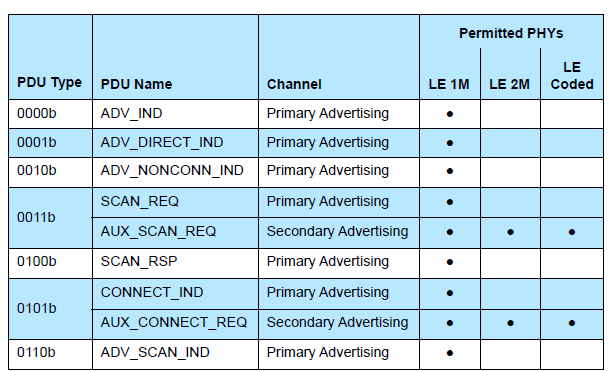 Permitted PHYs
PDU Type PDU Name Channel LE 1M LE 2M LE Coded
0000b ADV_IND Primary Advertising ●
0001b ADV_DIRECT_IND Primary Advertising ●
0010b ADV_NONCONN_IND Primary Advertising ●
0011b SCAN_REQ Primary Advertising ●
AUX_SCAN_REQ Secondary Advertising ● ● ●
0100b SCAN_RSP Primary Advertising ●
0101b CONNECT_IND Primary Advertising ●
AUX_CONNECT_REQ Secondary Advertising ● ● ●
0110b ADV_SCAN_IND Primary Advertising ●